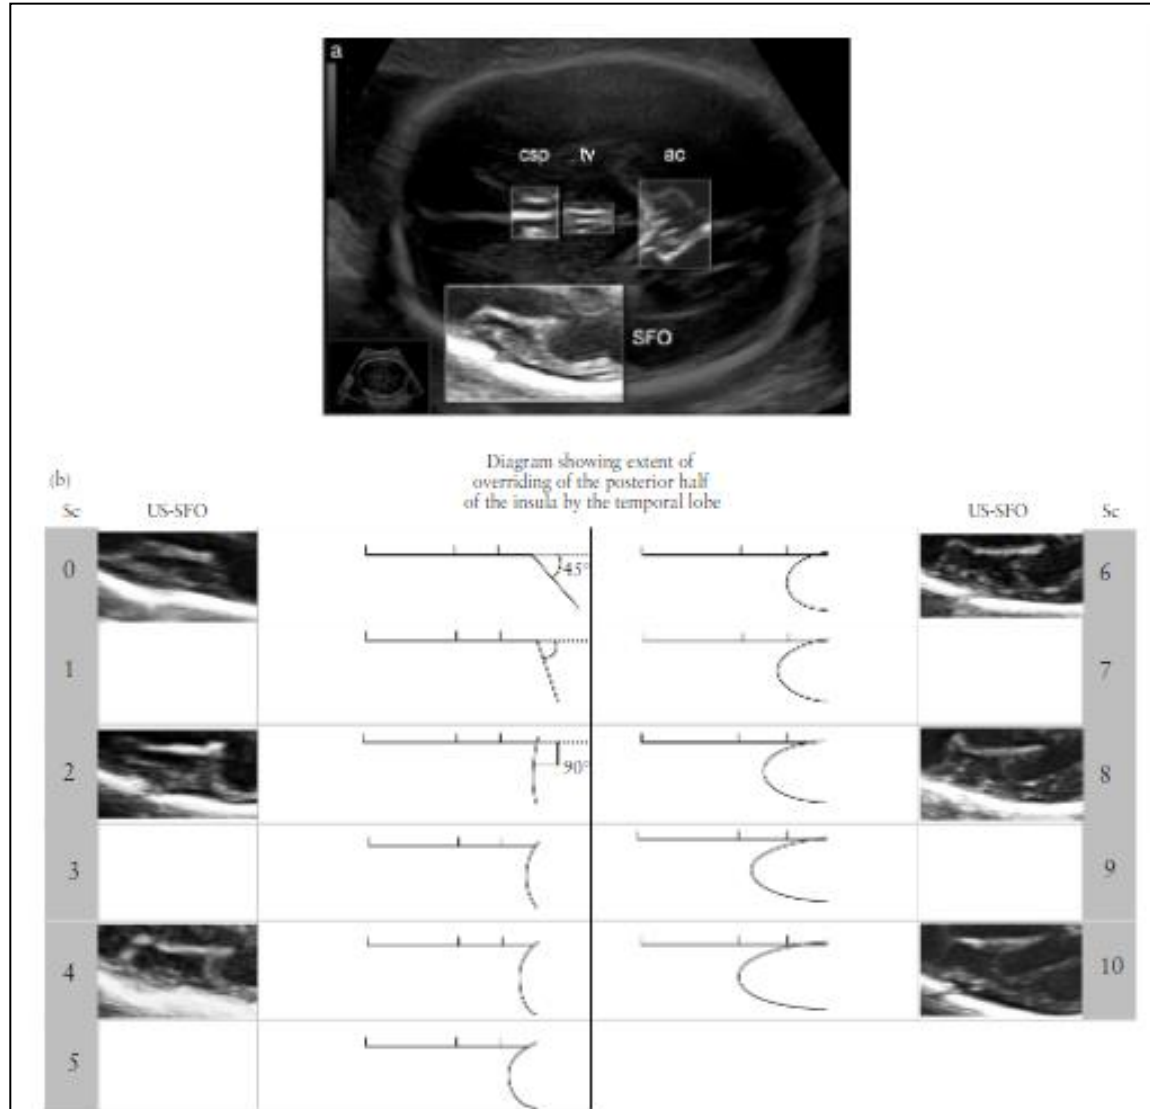 a
csp tv ac
SFO
Diagram showing extent of
overriding of the posterior half
of the insula by the temporal lobe
(b)
Sc US-SFO US-SFO Sc
0 45° 6
1 7
2 90° 8
3 9
4 10
5